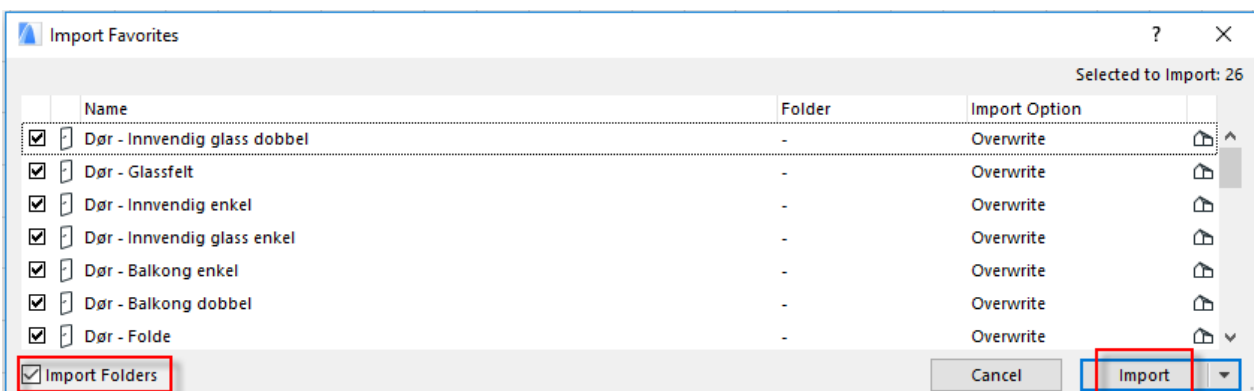 Import Favorites ?
Selected to Import: 26
Name Folder Import Option
Dør - Innvendig glass dobbel - Overwrite
Dør - Glassfelt - Overwrite
Dør - Innvendig enkel - Overwrite
Dør - Innvendig glass enkel - Overwrite
Dør - Balkong enkel - Overwrite
Dør - Balkong dobbel - Overwrite
Dør - Folde - Overwrite
Import Folders Cancel Import